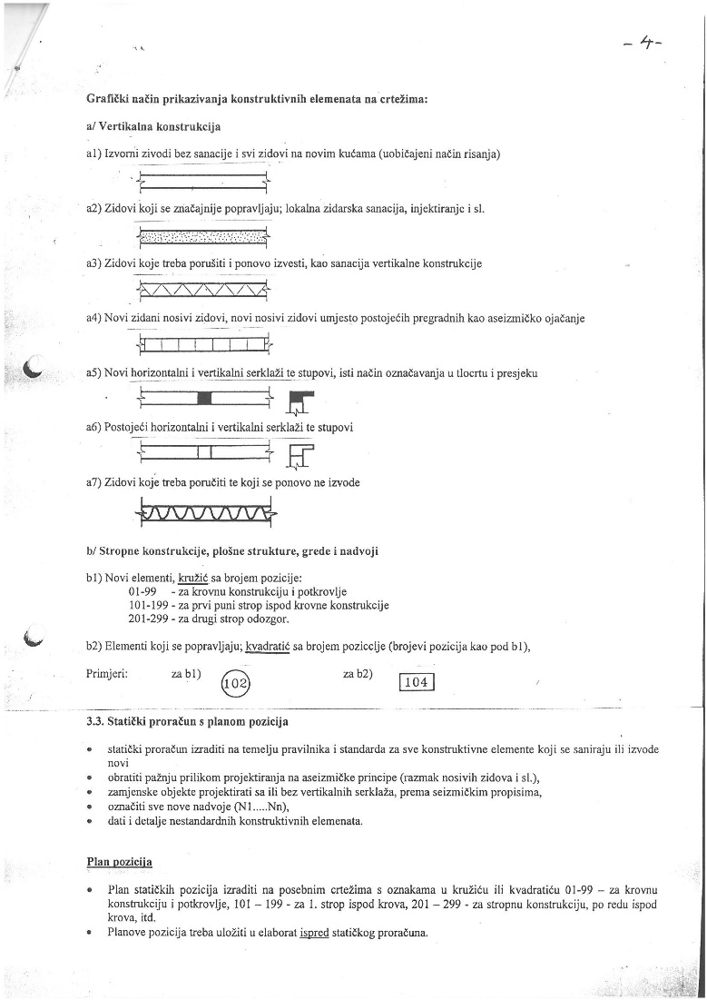 - 4 -
Grafički način prikazivanja konstruktivnih elemenata na crtežima:
a/ Vertikalna konstrukcija
a1) Izvorni zivodi bez sanacije i svi zidovi na novim kućama (uobičajeni način risanja)
a2) Zidovi koji se značajnije popravljaju; lokalna zidarska sanacija, injektiranje i sl.
a3) Zidovi koje treba porušiti i ponovo izvesti, kao sanacija vertikalne konstrukcije
a4) Novi zidani nosivi zidovi, novi nosivi zidovi umjesto postojećih pregradnih kao aseizmičko ojačanje
a5) Novi horizontalni i vertikalni serklaži te stupovi, isti način označavanja u tlocrtu i presjeku
a6) Postojeći horizontalni i vertikalni serklaži te stupovi
a7) Zidovi koje treba poručiti te koji se ponovo ne izvode
b/ Stropne konstrukcije, plošne strukture, grede i nadvoji
b1) Novi elementi, kružić sa brojem pozicije:
01-99 - za krovnu konstrukciju i potkrovlje
101-199 - za prvi puni strop ispod krovne konstrukcije
201-299 - za drugi strop odozgor.
b2) Elementi koji se popravljaju; kvadratić sa brojem poziccije (brojevi pozicija kao pod b1),
Primjeri: za b1) 102 za b2) 104
3.3. Statički proračun s planom pozicija
• statički proračun izraditi na temelju pravilnika i standarda za sve konstruktivne elemente koji se saniraju ili izvode
novi
• obratiti pažnju prilikom projektiranja na aseizmičke principe (razmak nosivih zidova i sl.),
• zamjenske objekte projektirati sa ili bez vertikalnih serklaža, prema seizmičkim propisima,
• označiti sve nove nadvoje (N1.....Nn),
• dati i detalje nestandardnih konstruktivnih elemenata.
Plan pozicija
• Plan statičkih pozicija izraditi na posebnim crtežima s oznakama u kružiću ili kvadratiću 01-99 – za krovnu
konstrukciju i potkrovlje, 101 – 199 - za 1. strop ispod krova, 201 – 299 - za stropnu konstrukciju, po redu ispod
krova, itd.
• Planove pozicija treba uložiti u elaborat ispred statičkog proračuna.